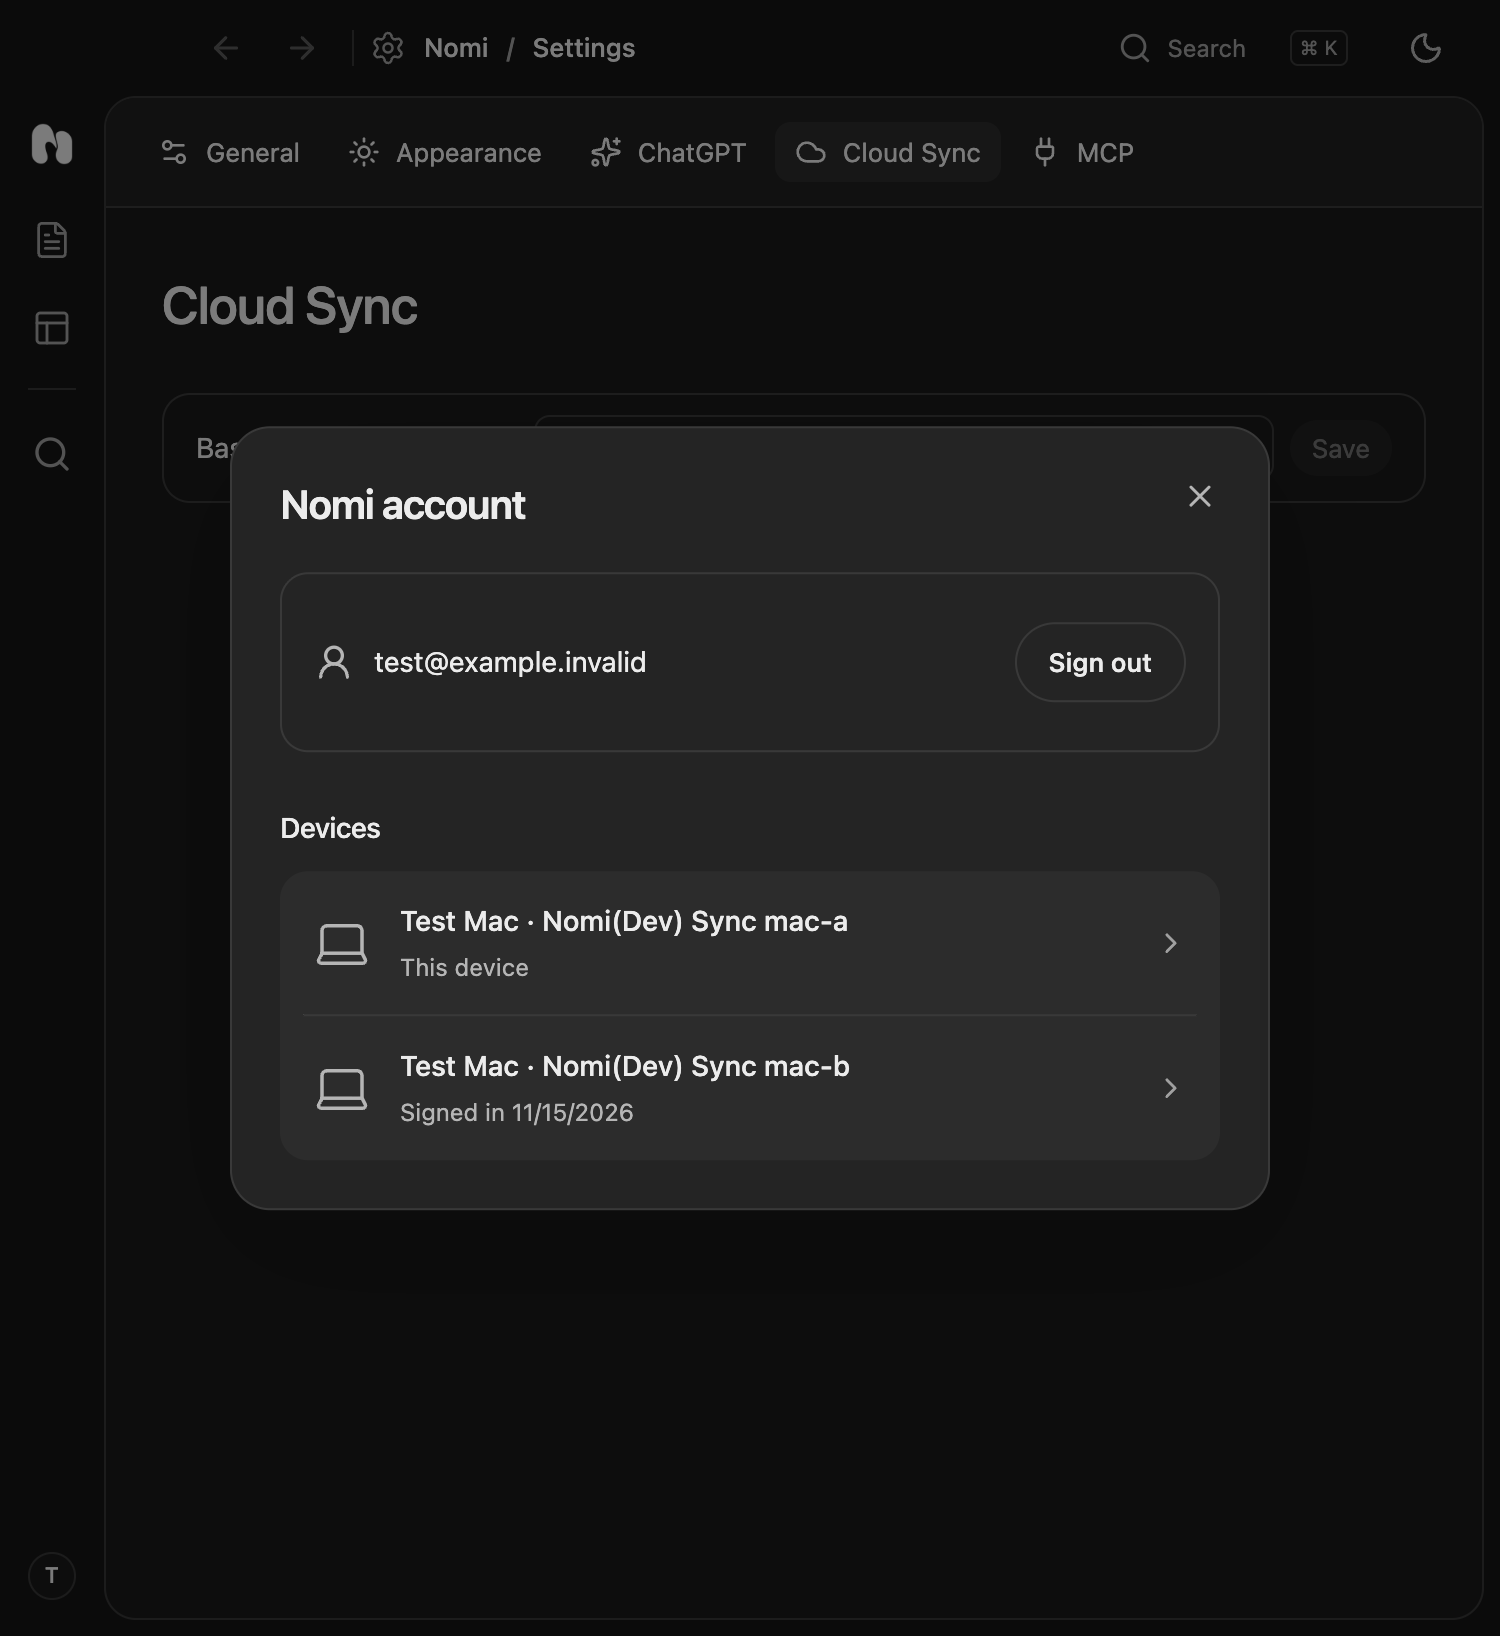 Nomi / Settings
Search
⌘ K
General
Appearance
ChatGPT
Cloud Sync
MCP
Cloud Sync
Save
Nomi account
test@example.invalid
Sign out
Devices
Test Mac · Nomi(Dev) Sync mac-a
This device
Test Mac · Nomi(Dev) Sync mac-b
Signed in 11/15/2026
T